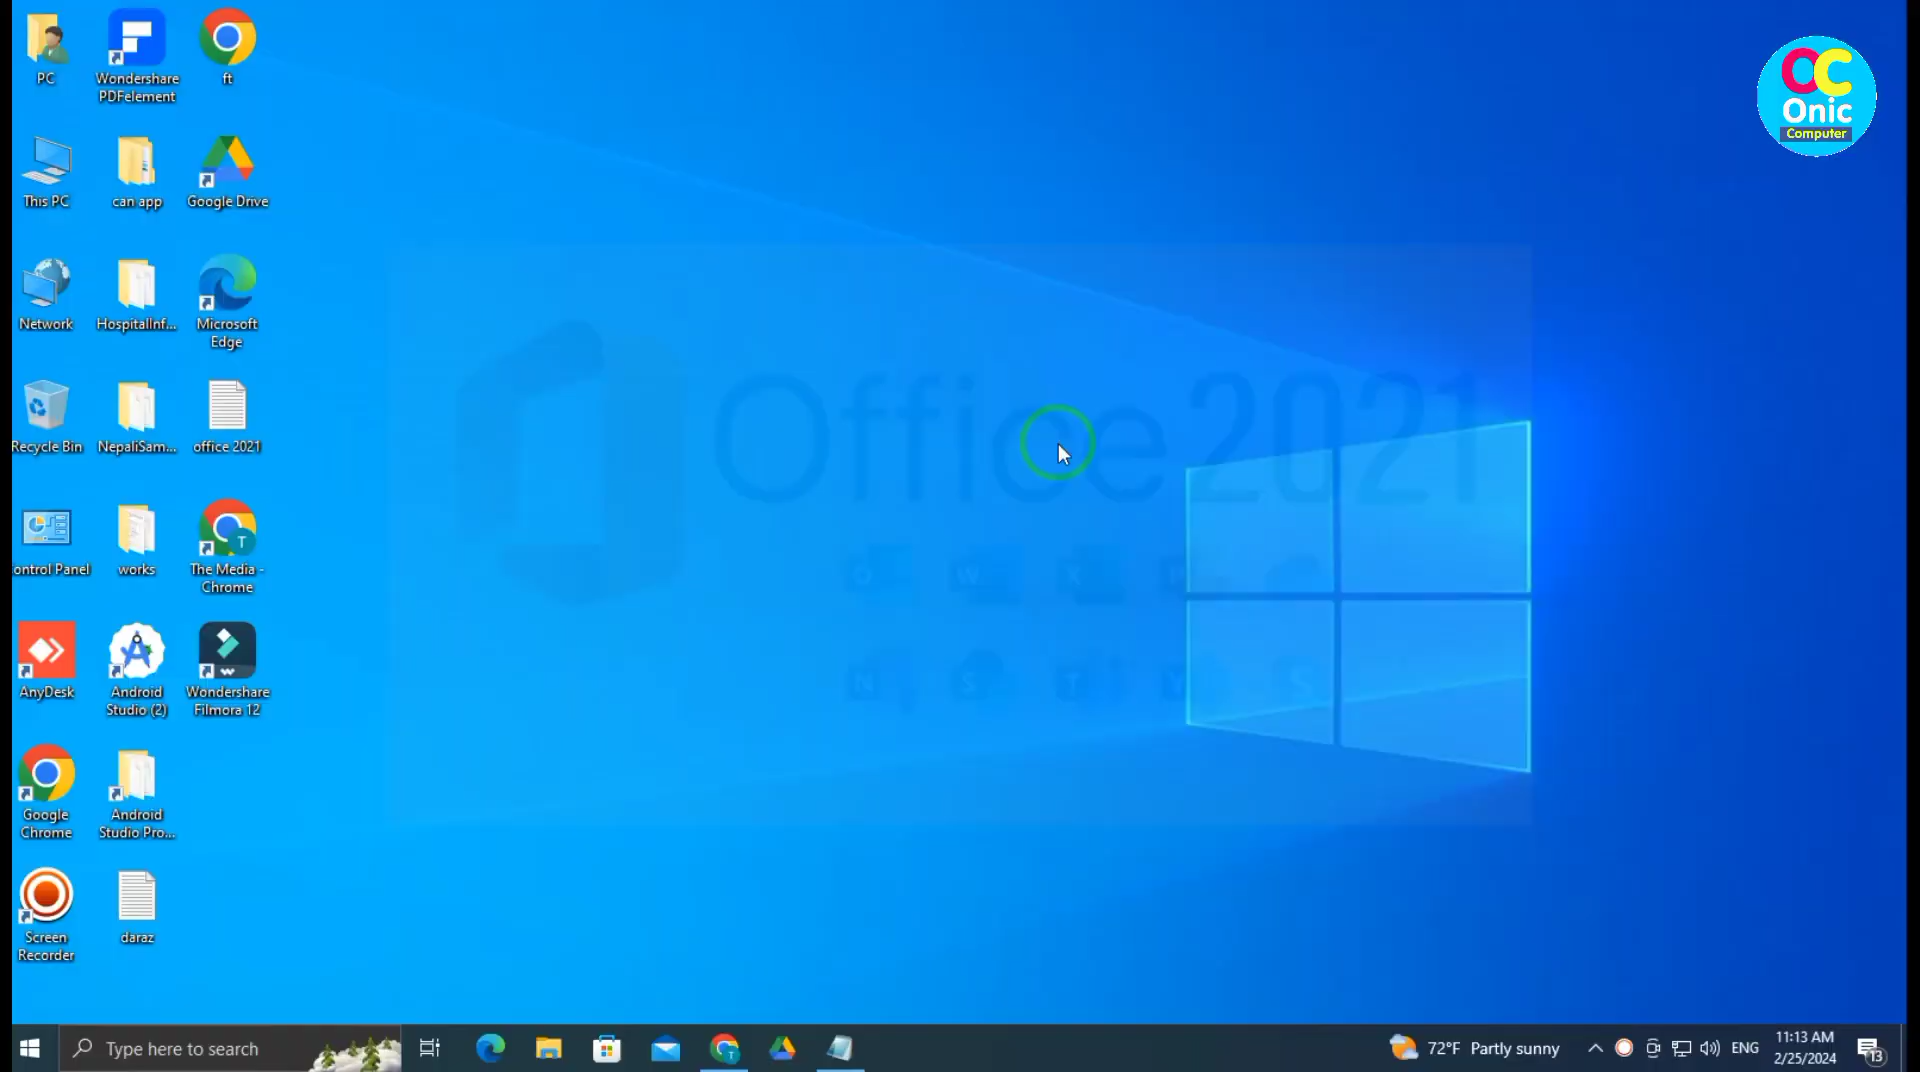 PC
Wondershare
PDFelement
ft
This PC
can app
Google Drive
Network
HospitalInf...
Microsoft
Edge
Recycle Bin
NepaliSam...
office 2021
ontrol Panel
works
The Media -
Chrome
AnyDesk
Android
Studio (2)
Wondershare
Filmora 12
Google
Chrome
Android
Studio Pro...
Screen
Recorder
daraz
Office 2021
OC
Onic
Computer
Type here to search
72°F Partly sunny
ENG
11:13 AM
2/25/2024
13